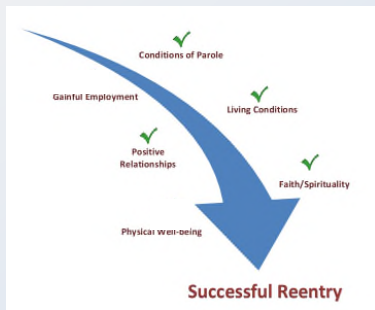 Conditions of Parole
Gainful Employment
Living Conditions
Positive
Relationships
Faith/Spirituality
Physical Well-being
Successful Reentry